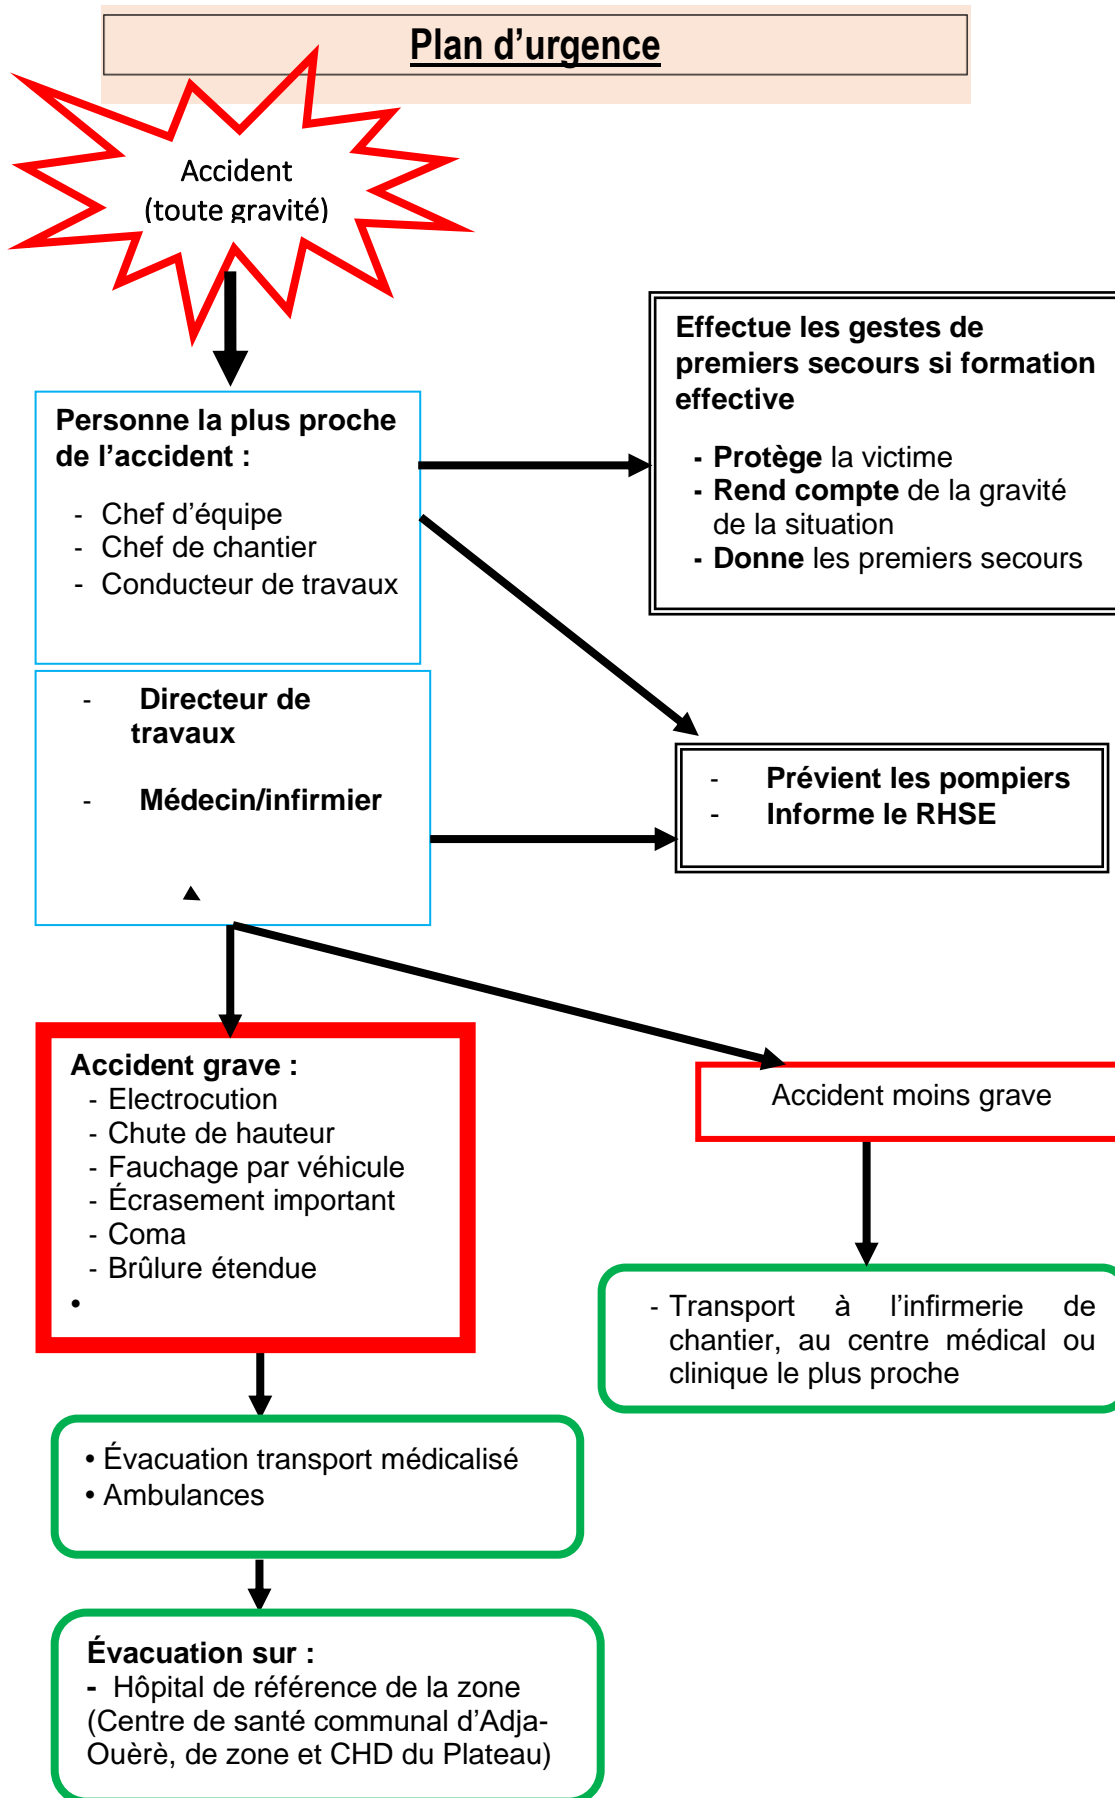 Plan d’urgence
Accident
(toute gravité)
Effectue les gestes de
premiers secours si formation
effective
- Protège la victime
- Rend compte de la gravité
de la situation
- Donne les premiers secours
Personne la plus proche
de l’accident :
- Chef d’équipe
- Chef de chantier
- Conducteur de travaux
- Directeur de
travaux
- Médecin/infirmier
- Prévient les pompiers
- Informe le RHSE
Accident grave :
- Electrocution
- Chute de hauteur
- Fauchage par véhicule
- Écrasement important
- Coma
- Brûlure étendue
•
Accident moins grave
- Transport à l’infirmerie de
chantier, au centre médical ou
clinique le plus proche
• Évacuation transport médicalisé
• Ambulances
Évacuation sur :
- Hôpital de référence de la zone
(Centre de santé communal d’Adja-
Ouèrè, de zone et CHD du Plateau)